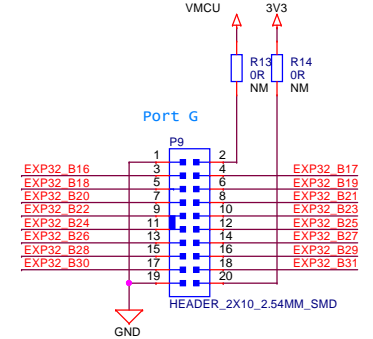 VMCU 3V3
R13 R14
0R 0R
NM NM
Port G
P9
1 2
EXP32_B16 3 4 EXP32_B17
EXP32_B18 5 6 EXP32_B19
EXP32_B20 7 8 EXP32_B21
EXP32_B22 9 10 EXP32_B23
EXP32_B24 11 12 EXP32_B25
EXP32_B26 13 14 EXP32_B27
EXP32_B28 15 16 EXP32_B29
EXP32_B30 17 18 EXP32_B31
19 20
HEADER_2X10_2.54MM_SMD
GND